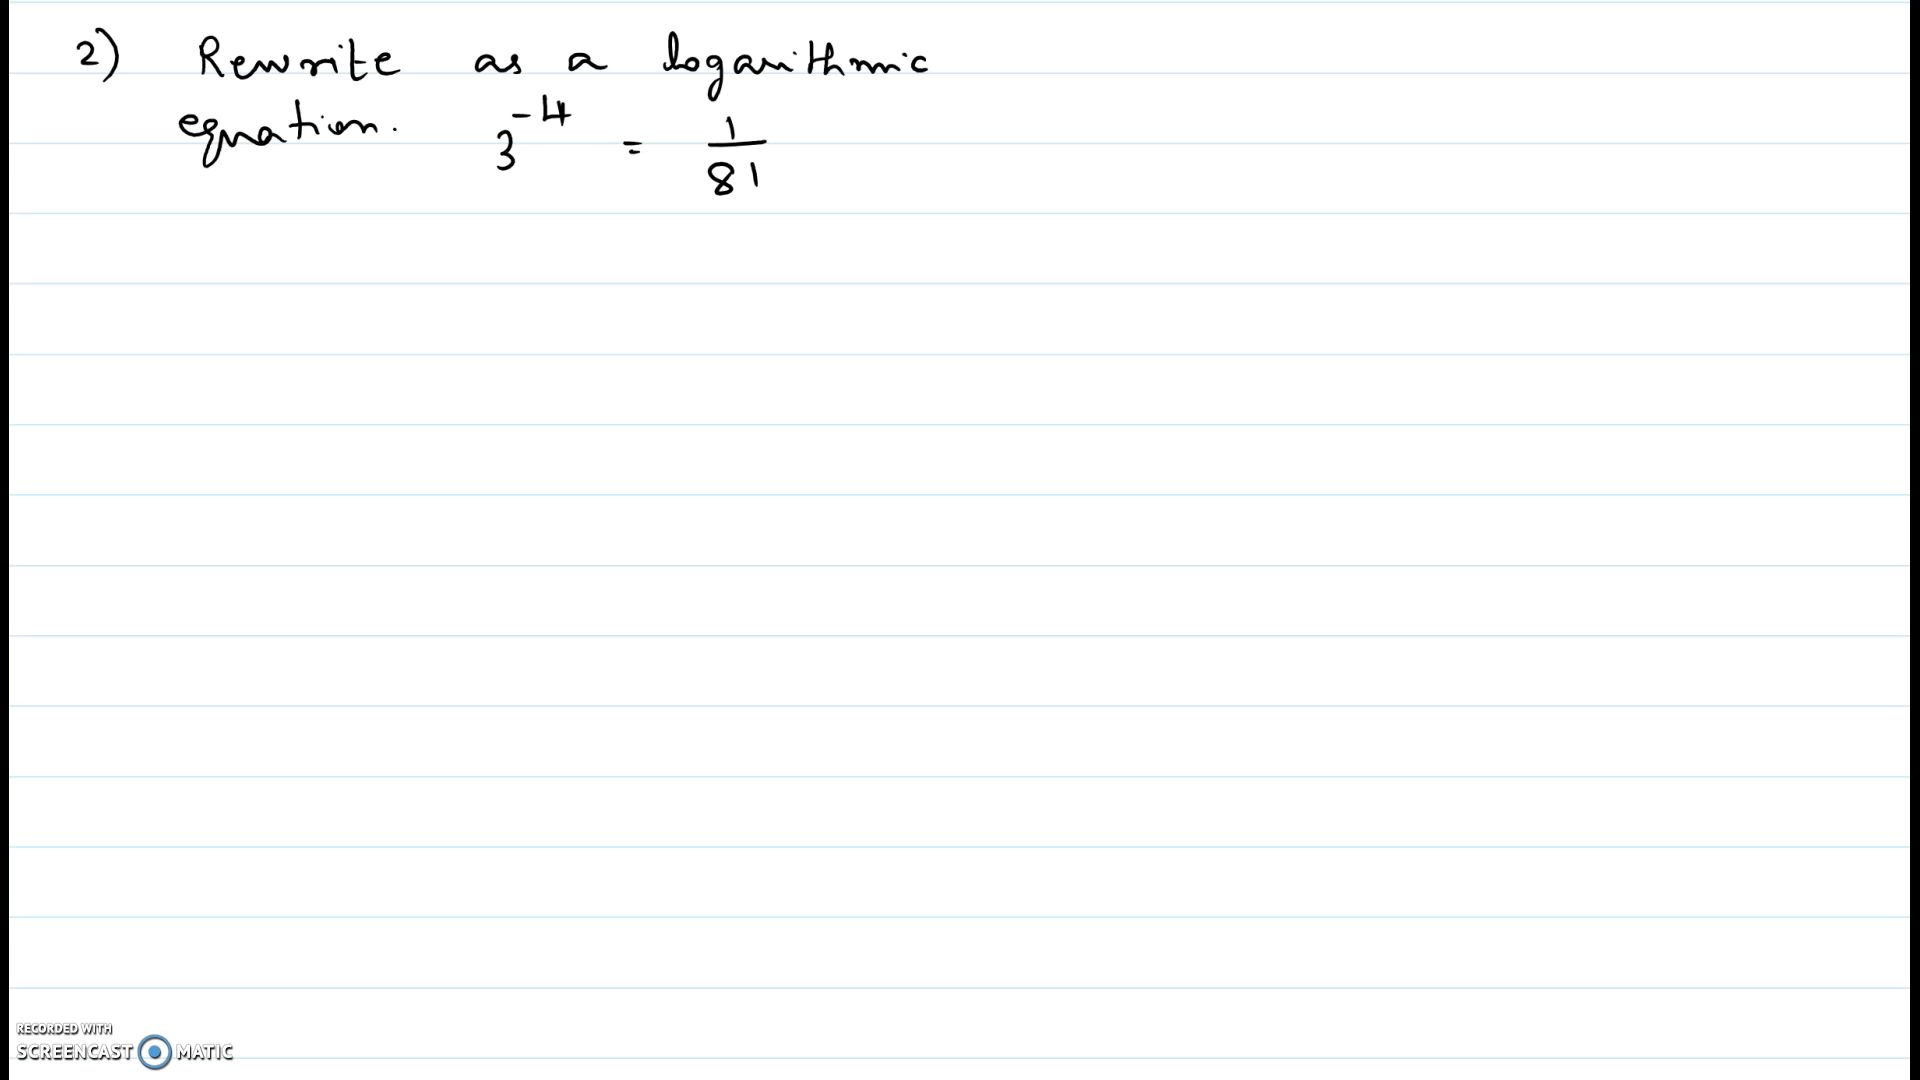 2) Rewrite as a logarithmic
equation. 3^-4 = 1/81
RECORDED WITH
SCREENCAST MATIC